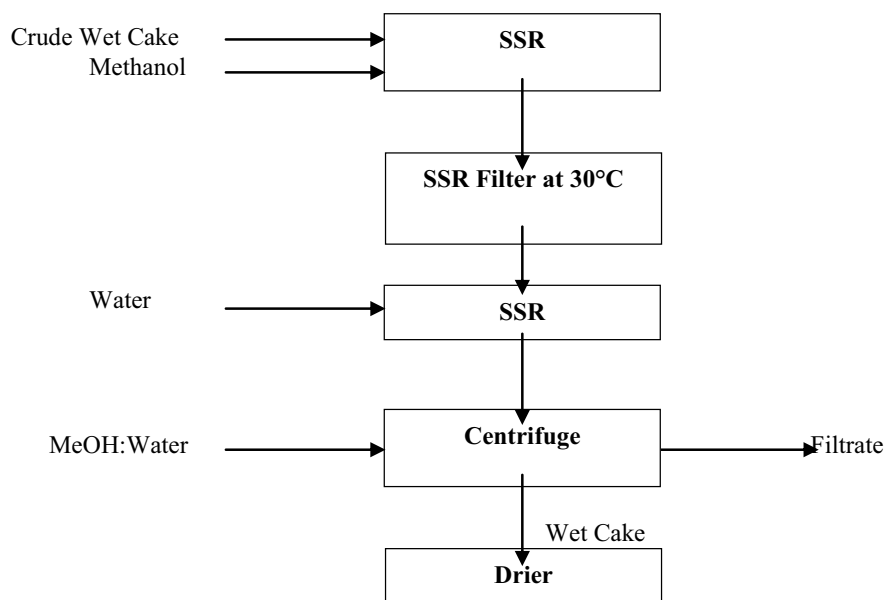 Crude Wet Cake
Methanol
SSR
SSR Filter at 30°C
Water
SSR
MeOH:Water
Centrifuge
Filtrate
Wet Cake
Drier